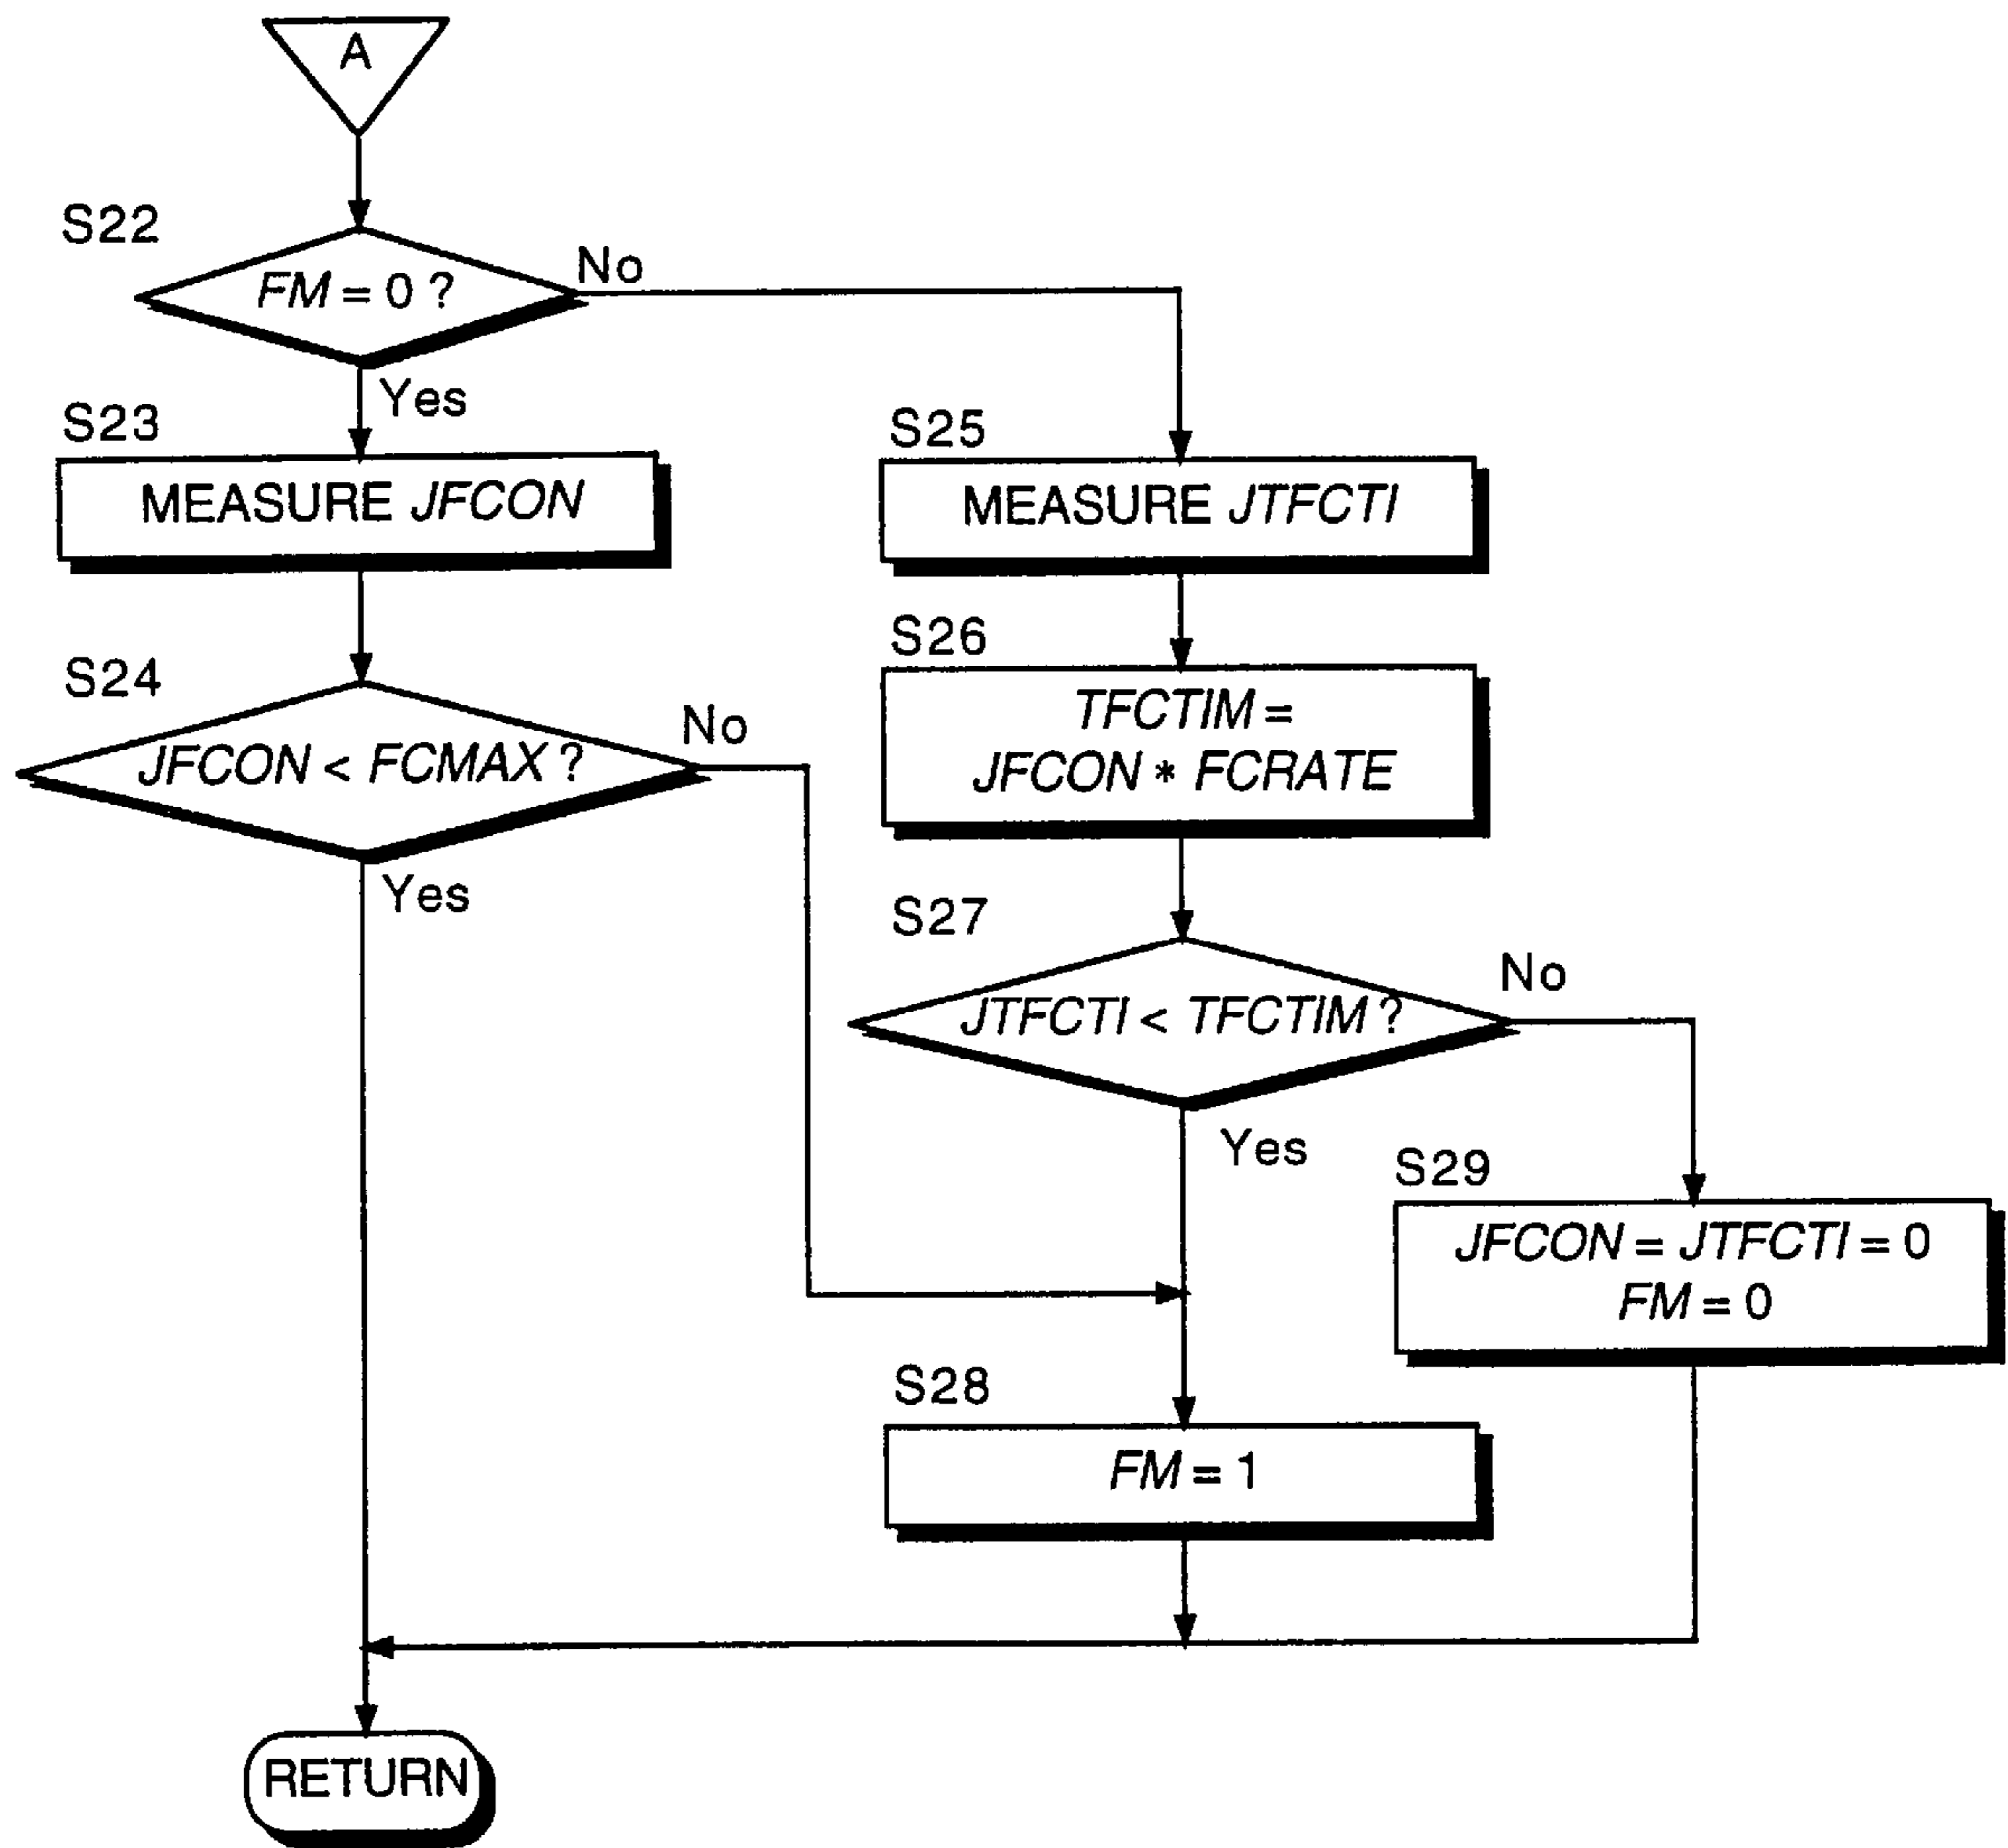 A
S22
FM = 0 ?
No
Yes
S23
MEASURE JFCON
S25
MEASURE JTFCTI
S24
JFCON < FCMAX ?
No
Yes
S26
TFCTIM =
JFCON * FCRATE
S27
JTFCTI < TFCTIM ?
No
Yes
S29
JFCON = JTFCTI = 0
FM = 0
S28
FM = 1
RETURN